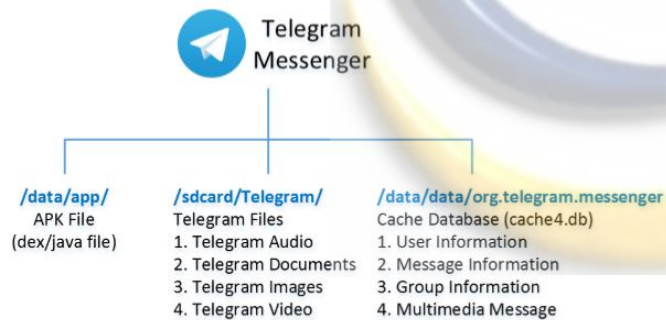 Telegram
Messenger
/data/app/
APK File
(dex/java file)
/sdcard/Telegram/
Telegram Files
1. Telegram Audio
2. Telegram Documents
3. Telegram Images
4. Telegram Video
/data/data/org.telegram.messenger
Cache Database (cache4.db)
1. User Information
2. Message Information
3. Group Information
4. Multimedia Message